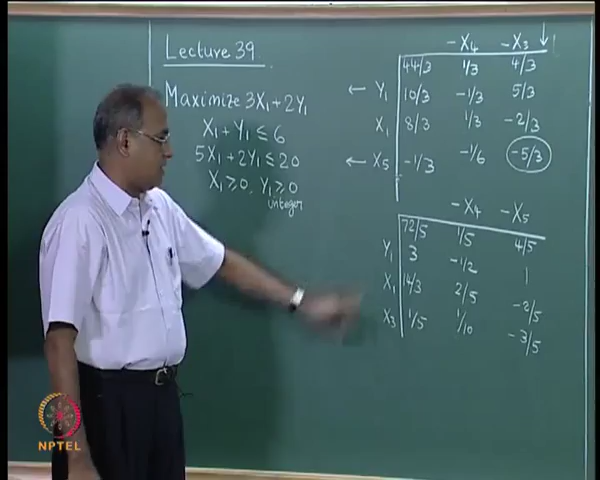 Lecture 39
Maximize 3X₁ + 2Y₁
X₁ + Y₁ ≤ 6
5X₁ + 2Y₁ ≤ 20
X₁ ≥ 0, Y₁ ≥ 0
integer
-X₄ -X₃ ↓
44/3 1/3 4/3
← Y₁ 10/3 -1/3 5/3
X₁ 8/3 1/3 -2/3
← X₅ -1/3 -1/6 -5/3
-X₄ -X₅
72/5 1/5 4/5
Y₁ 3 -1/2 1
X₁ 14/3 2/5 -2/5
X₃ 1/5 1/10 -3/5
NPTEL